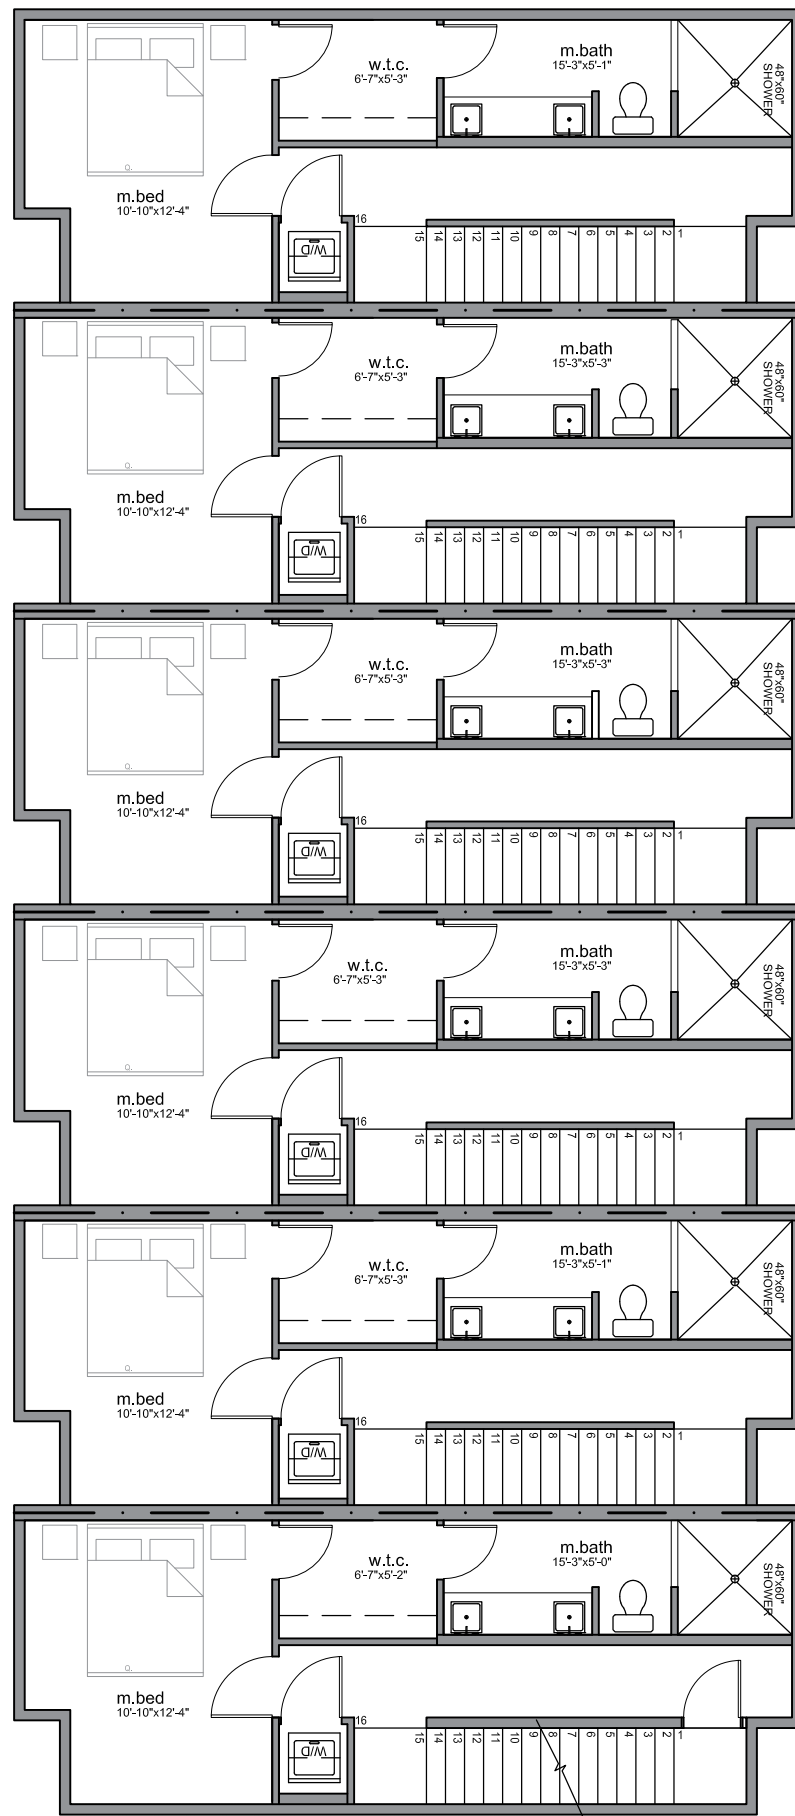 w.t.c.
6'-7"x5'-3"
m.bath
15'-3"x5'-1"
48"x60"
SHOWER
Q.
m.bed
10'-10"x12'-4"
W/D
16
15
14
13
12
11
10
9
8
7
6
5
4
3
2
1
w.t.c.
6'-7"x5'-3"
m.bath
15'-3"x5'-3"
48"x60"
SHOWER
Q.
m.bed
10'-10"x12'-4"
W/D
16
15
14
13
12
11
10
9
8
7
6
5
4
3
2
1
w.t.c.
6'-7"x5'-3"
m.bath
15'-3"x5'-3"
48"x60"
SHOWER
Q.
m.bed
10'-10"x12'-4"
W/D
16
15
14
13
12
11
10
9
8
7
6
5
4
3
2
1
w.t.c.
6'-7"x5'-3"
m.bath
15'-3"x5'-3"
48"x60"
SHOWER
Q.
m.bed
10'-10"x12'-4"
W/D
16
15
14
13
12
11
10
9
8
7
6
5
4
3
2
1
w.t.c.
6'-7"x5'-3"
m.bath
15'-3"x5'-1"
48"x60"
SHOWER
Q.
m.bed
10'-10"x12'-4"
W/D
16
15
14
13
12
11
10
9
8
7
6
5
4
3
2
1
w.t.c.
6'-7"x5'-2"
m.bath
15'-3"x5'-0"
48"x60"
SHOWER
Q.
m.bed
10'-10"x12'-4"
W/D
16
15
14
13
12
11
10
9
8
7
6
5
4
3
2
1